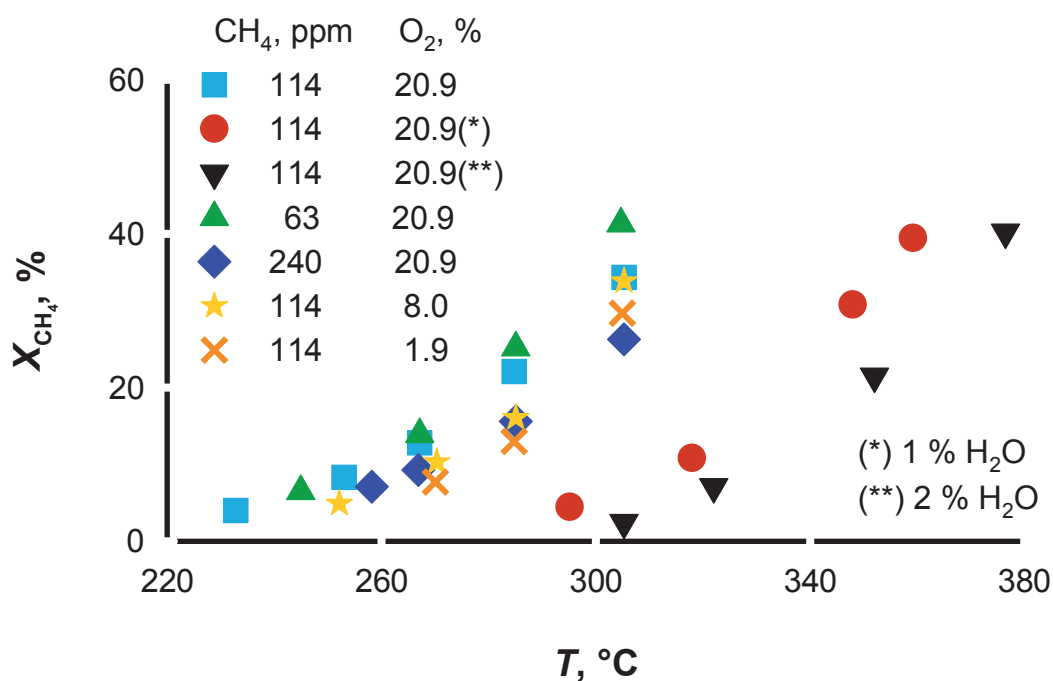 CH₄, ppm O₂, %
114 20.9
114 20.9(*)
114 20.9(**)
63 20.9
240 20.9
114 8.0
114 1.9
60
40
20
0
X_CH₄, %
(*) 1 % H₂O
(**) 2 % H₂O
220 260 300 340 380
T, °C